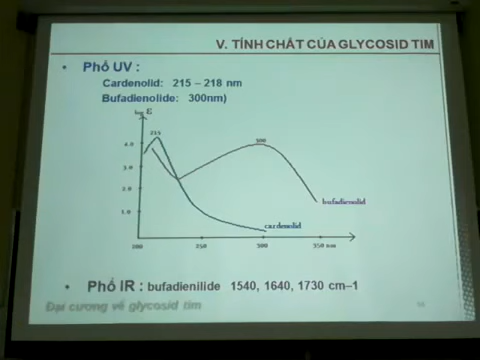 V. TÍNH CHẤT CỦA GLYCOSID TIM
• Phổ UV :
Cardenolid: 215 – 218 nm
Bufadienolide: 300nm)
log ε
215
4.0
300
3.0
2.0
bufadienolid
1.0
cardenolid
250
300
350 nm
• Phổ IR : bufadienilide 1540, 1640, 1730 cm–1
Đại cương về glycosid tim